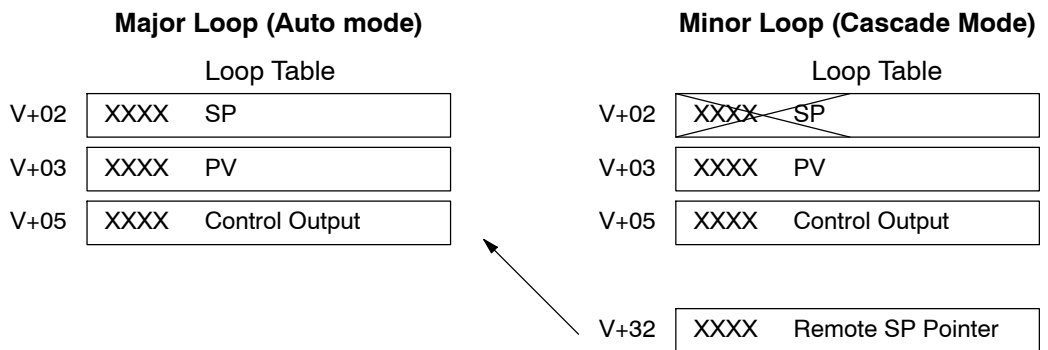 Major Loop (Auto mode)
Loop Table
V+02 XXXX SP
V+03 XXXX PV
V+05 XXXX Control Output
Minor Loop (Cascade Mode)
Loop Table
V+02 XXXX SP
V+03 XXXX PV
V+05 XXXX Control Output
V+32 XXXX Remote SP Pointer